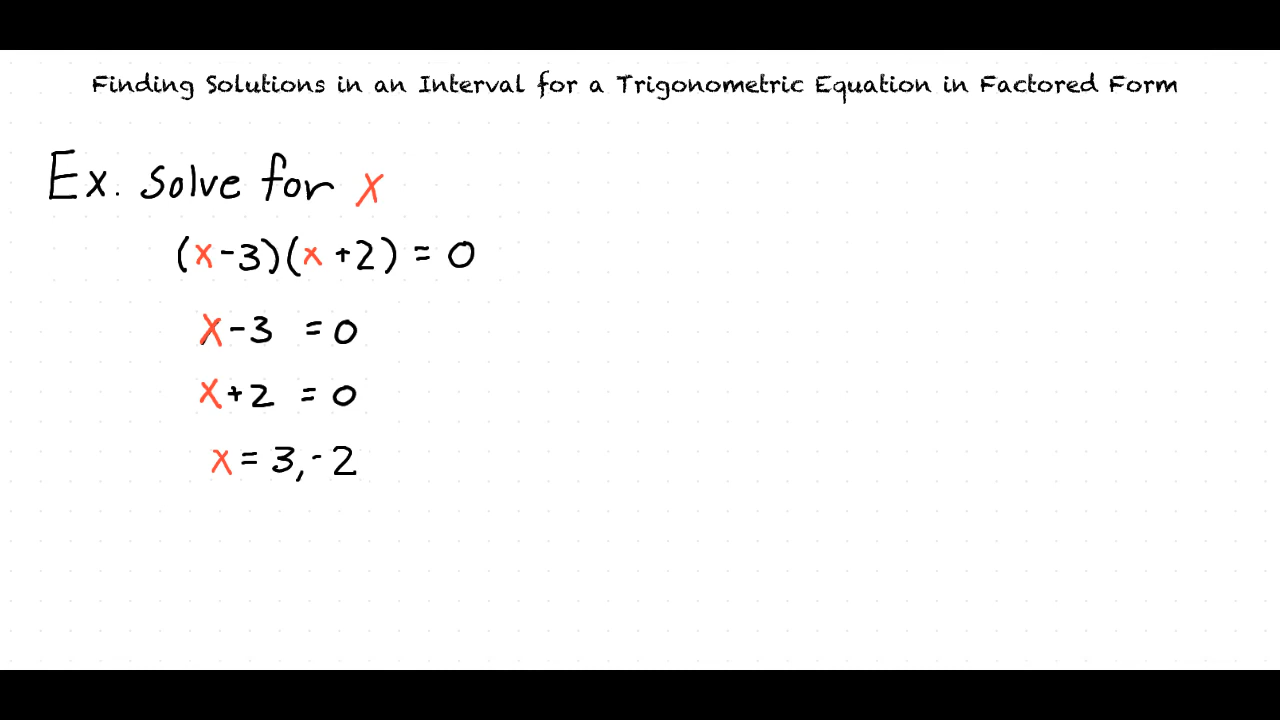 Finding Solutions in an Interval for a Trigonometric Equation in Factored Form
Ex. Solve for x
(x-3)(x+2) = 0
x-3 = 0
x+2 = 0
x = 3,-2